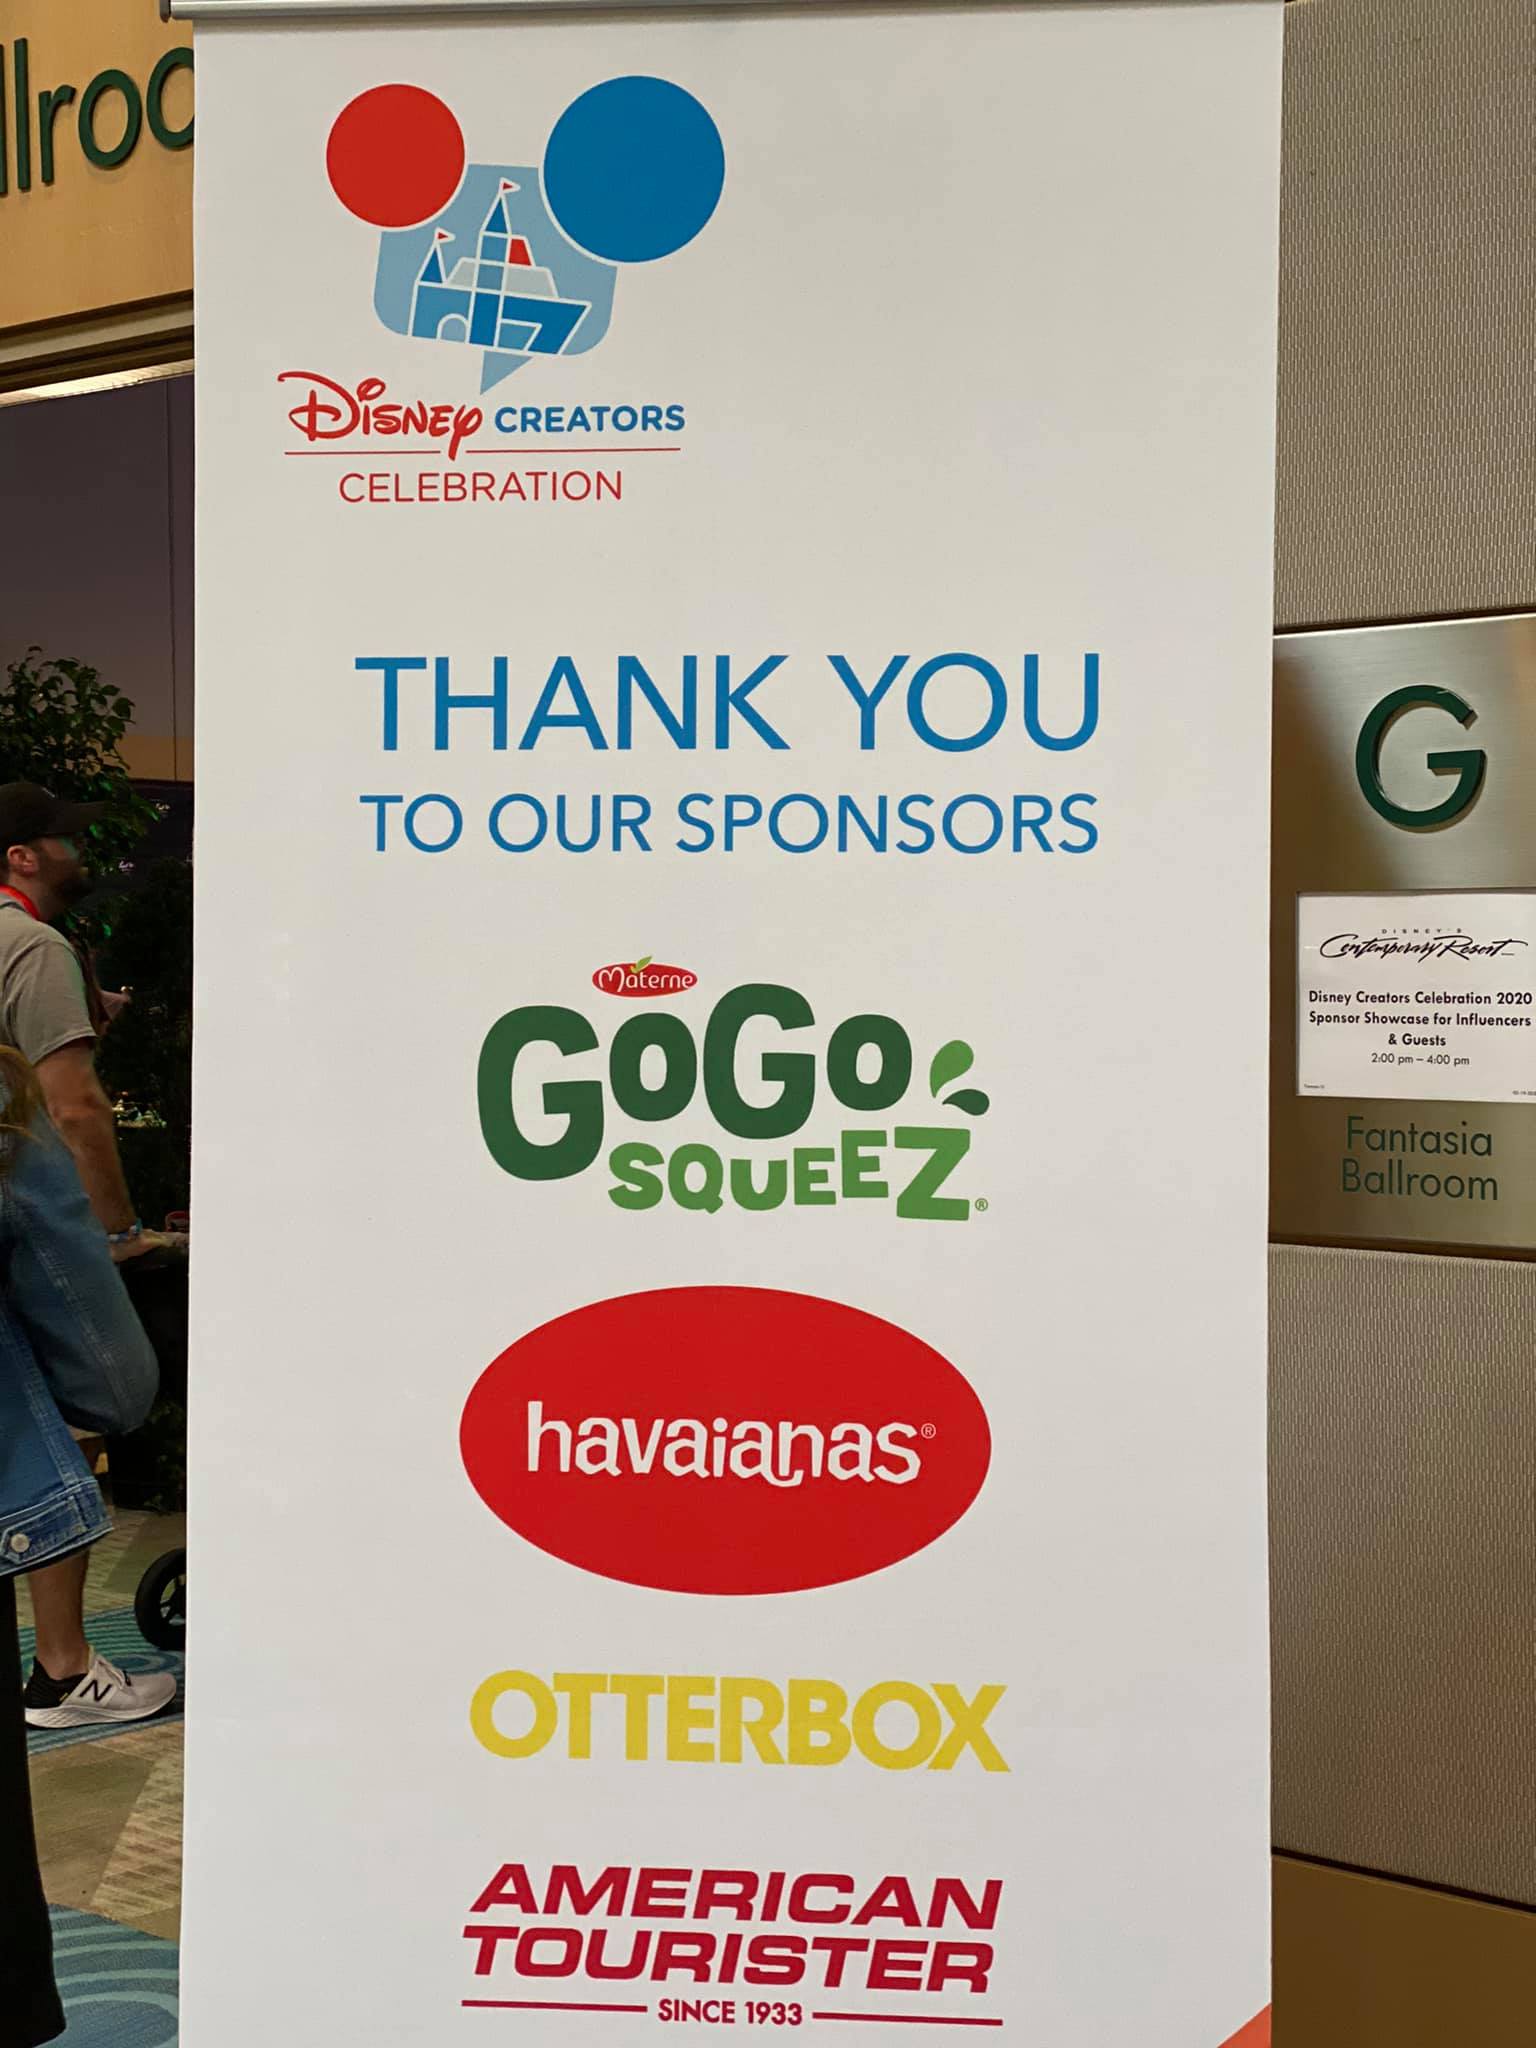 llroo
DISNEY CREATORS
CELEBRATION
THANK YOU
TO OUR SPONSORS
Materne
GOGO
SQUEEZ®
havaianas®
OTTERBOX
AMERICAN
TOURISTER
SINCE 1933
G
DISNEY'S
Contemporary Resort
Disney Creators Celebration 2020
Sponsor Showcase for Influencers
& Guests
2:00 pm – 4:00 pm
Fantasia
Ballroom
N